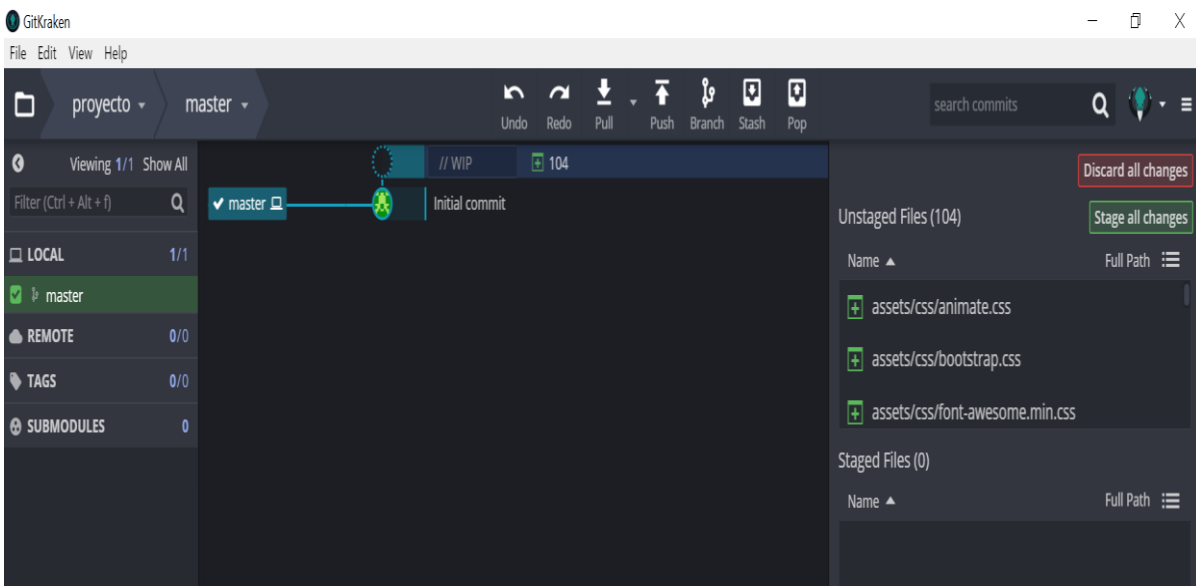 GitKraken
File Edit View Help
proyecto master
Undo Redo Pull Push Branch Stash Pop
search commits
Viewing 1/1 Show All
Filter (Ctrl + Alt + f)
LOCAL 1/1
master
REMOTE 0/0
TAGS 0/0
SUBMODULES 0
// WIP 104
master Initial commit
Discard all changes
Unstaged Files (104) Stage all changes
Name Full Path
assets/css/animate.css
assets/css/bootstrap.css
assets/css/font-awesome.min.css
Staged Files (0)
Name Full Path